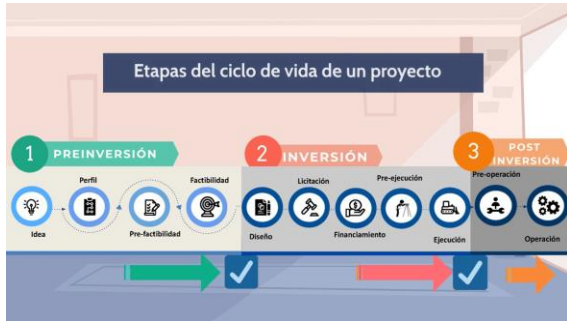 Etapas del ciclo de vida de un proyecto
1 PREINVERSIÓN
2 INVERSIÓN
3 POST
INVERSIÓN
Idea
Perfil
Pre-factibilidad
Factibilidad
Diseño
Licitación
Financiamiento
Pre-ejecución
Ejecución
Pre-operación
Operación